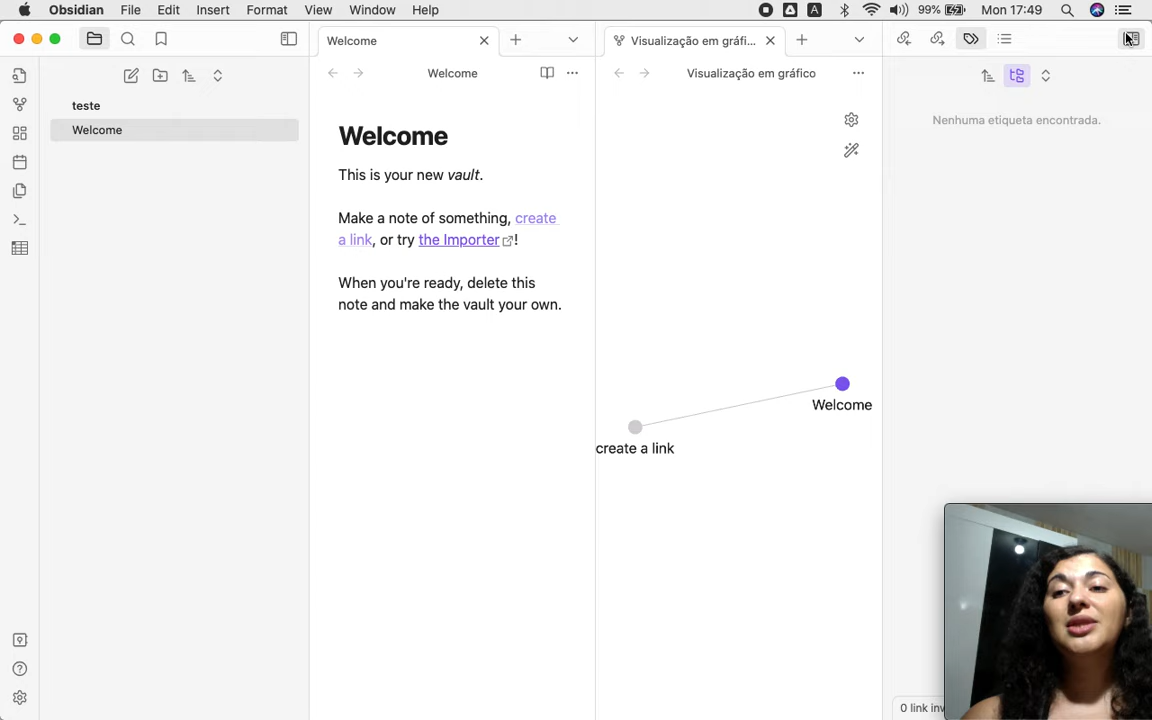 Obsidian File Edit Insert Format View Window Help A 99% Mon 17:49
Welcome
Visualização em gráfi...
Welcome
Visualização em gráfico
teste
Welcome
Welcome
This is your new vault.
Make a note of something, create
a link, or try the Importer!
When you're ready, delete this
note and make the vault your own.
Welcome
create a link
Nenhuma etiqueta encontrada.
0 link